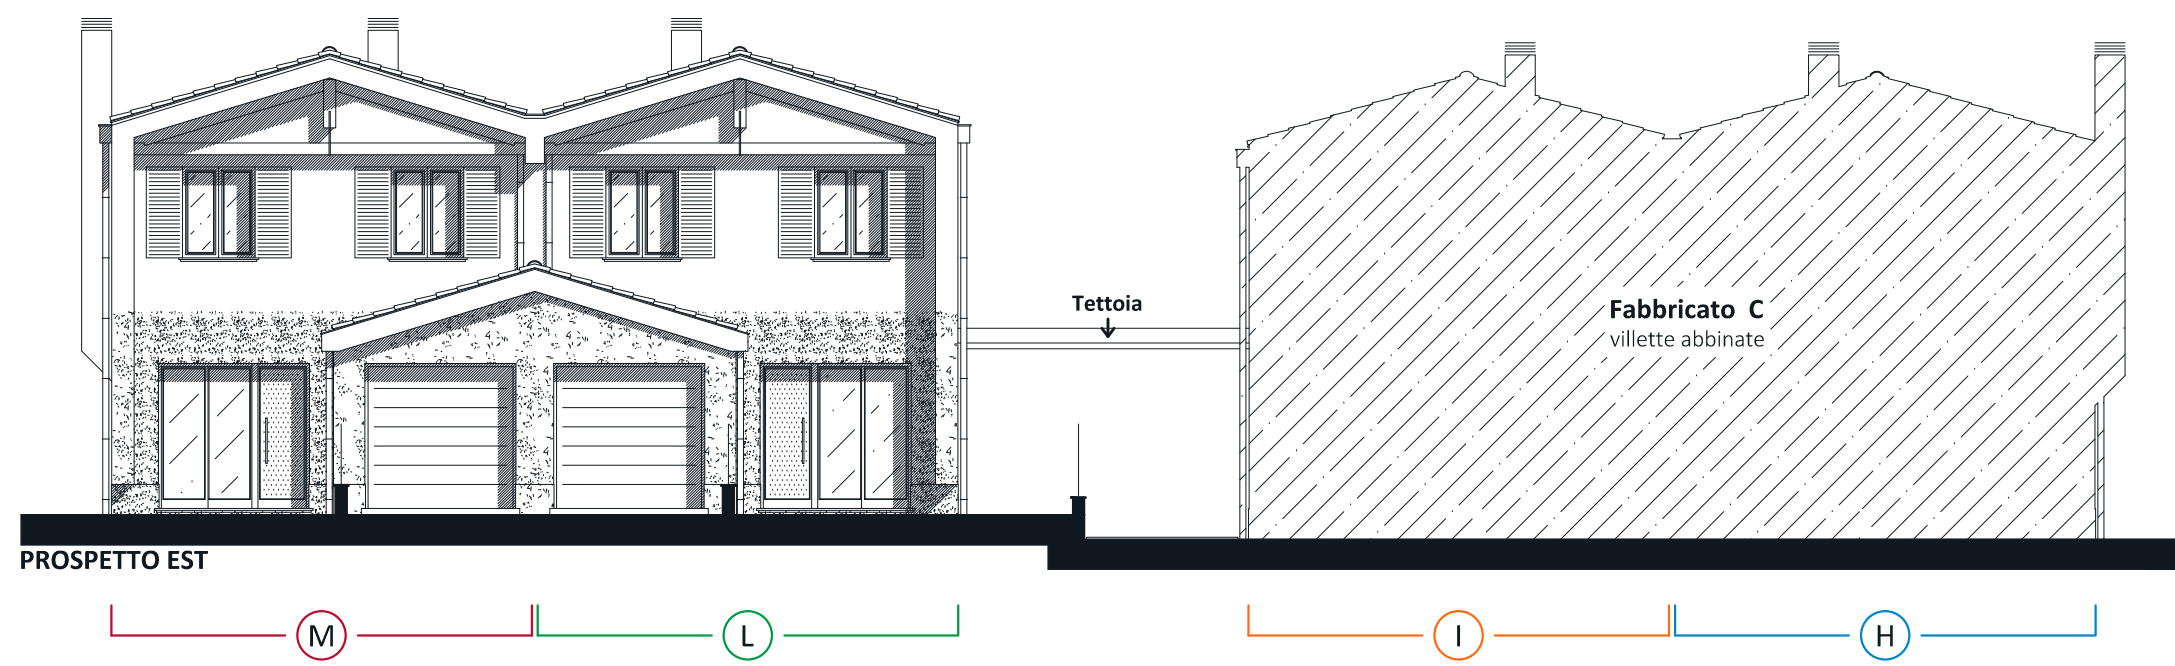 Tettoia
Fabbricato C
villette abbinate
PROSPETTO EST
M
L
I
H